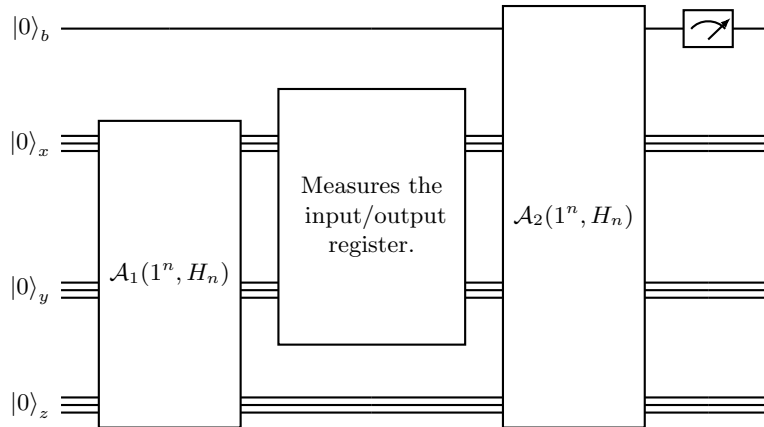 |0⟩_b
|0⟩_x
Measures the
input/output
register.
𝒜_2(1^n, H_n)
𝒜_1(1^n, H_n)
|0⟩_y
|0⟩_z